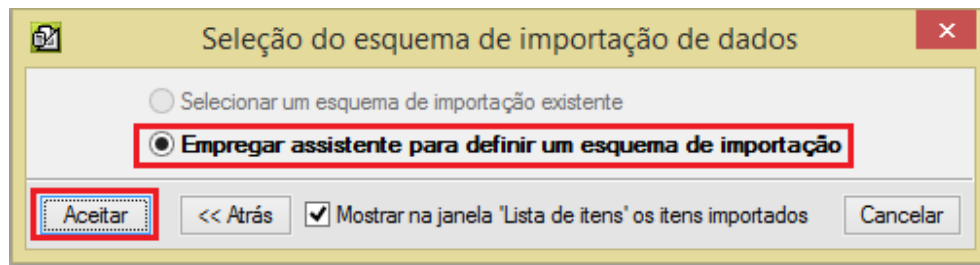 Seleção do esquema de importação de dados
Selecionar um esquema de importação existente
Empregar assistente para definir um esquema de importação
Aceitar << Atrás Mostrar na janela "Lista de itens" os itens importados Cancelar